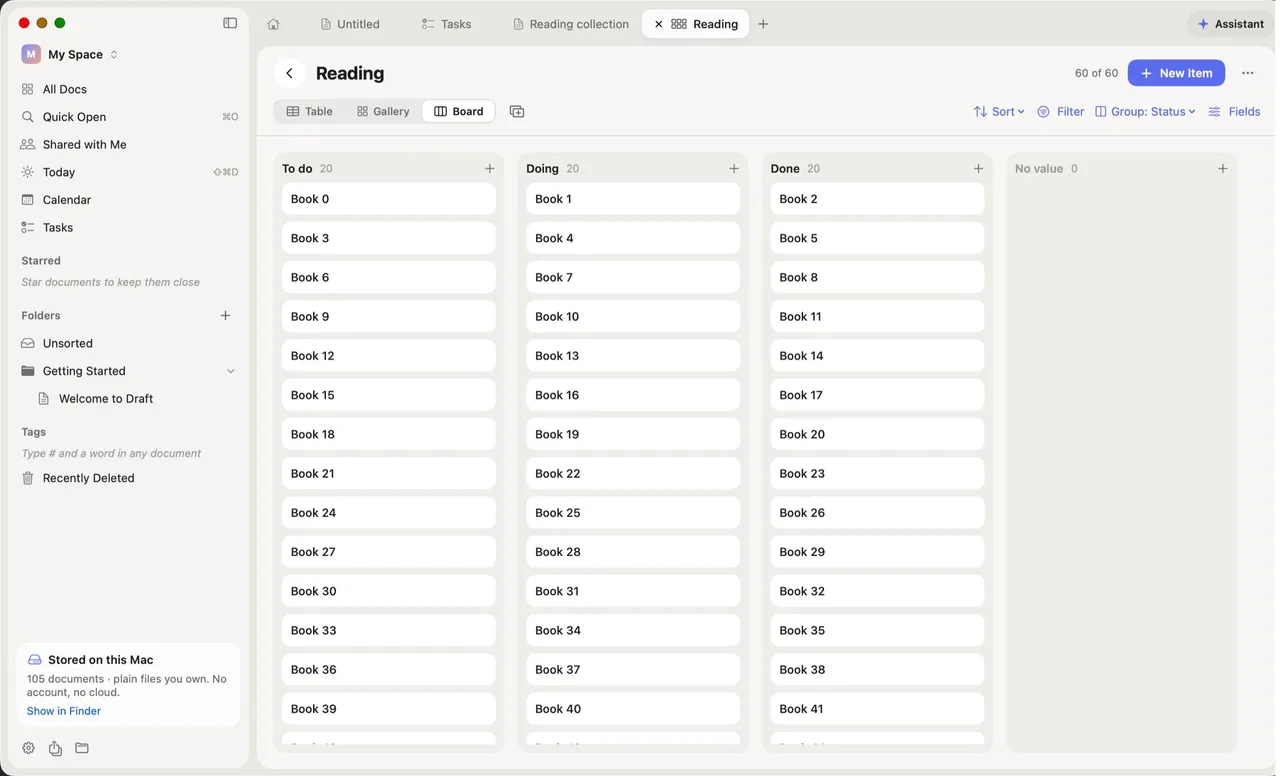 Untitled
Tasks
Reading collection
Reading
Assistant
M My Space
All Docs
Quick Open ⌘O
Shared with Me
Today ⇧⌘D
Calendar
Tasks
Starred
Star documents to keep them close
Folders
Unsorted
Getting Started
Welcome to Draft
Tags
Type # and a word in any document
Recently Deleted
Stored on this Mac
105 documents · plain files you own. No
account, no cloud.
Show in Finder
Reading
60 of 60
New Item
Table
Gallery
Board
Sort
Filter
Group: Status
Fields
To do 20
Book 0
Book 3
Book 6
Book 9
Book 12
Book 15
Book 18
Book 21
Book 24
Book 27
Book 30
Book 33
Book 36
Book 39
Doing 20
Book 1
Book 4
Book 7
Book 10
Book 13
Book 16
Book 19
Book 22
Book 25
Book 28
Book 31
Book 34
Book 37
Book 40
Done 20
Book 2
Book 5
Book 8
Book 11
Book 14
Book 17
Book 20
Book 23
Book 26
Book 29
Book 32
Book 35
Book 38
Book 41
No value 0